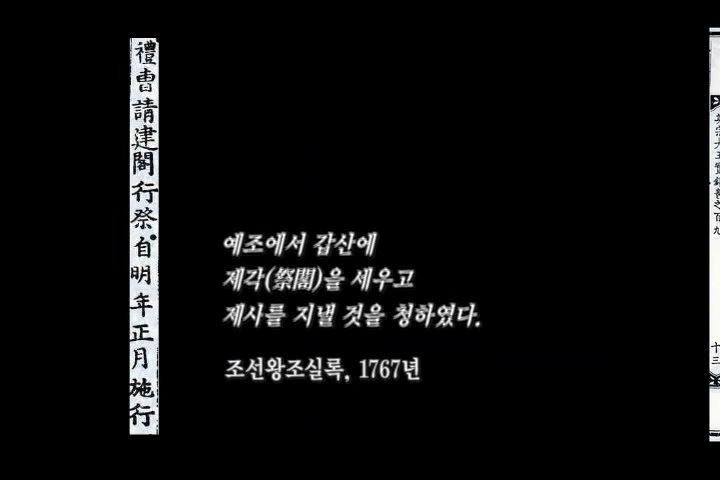 禮曹請建閣行祭自明年正月施行
예조에서 갑산에
제각(祭閣)을 세우고
제사를 지낼 것을 청하였다.
조선왕조실록, 1767년
十三